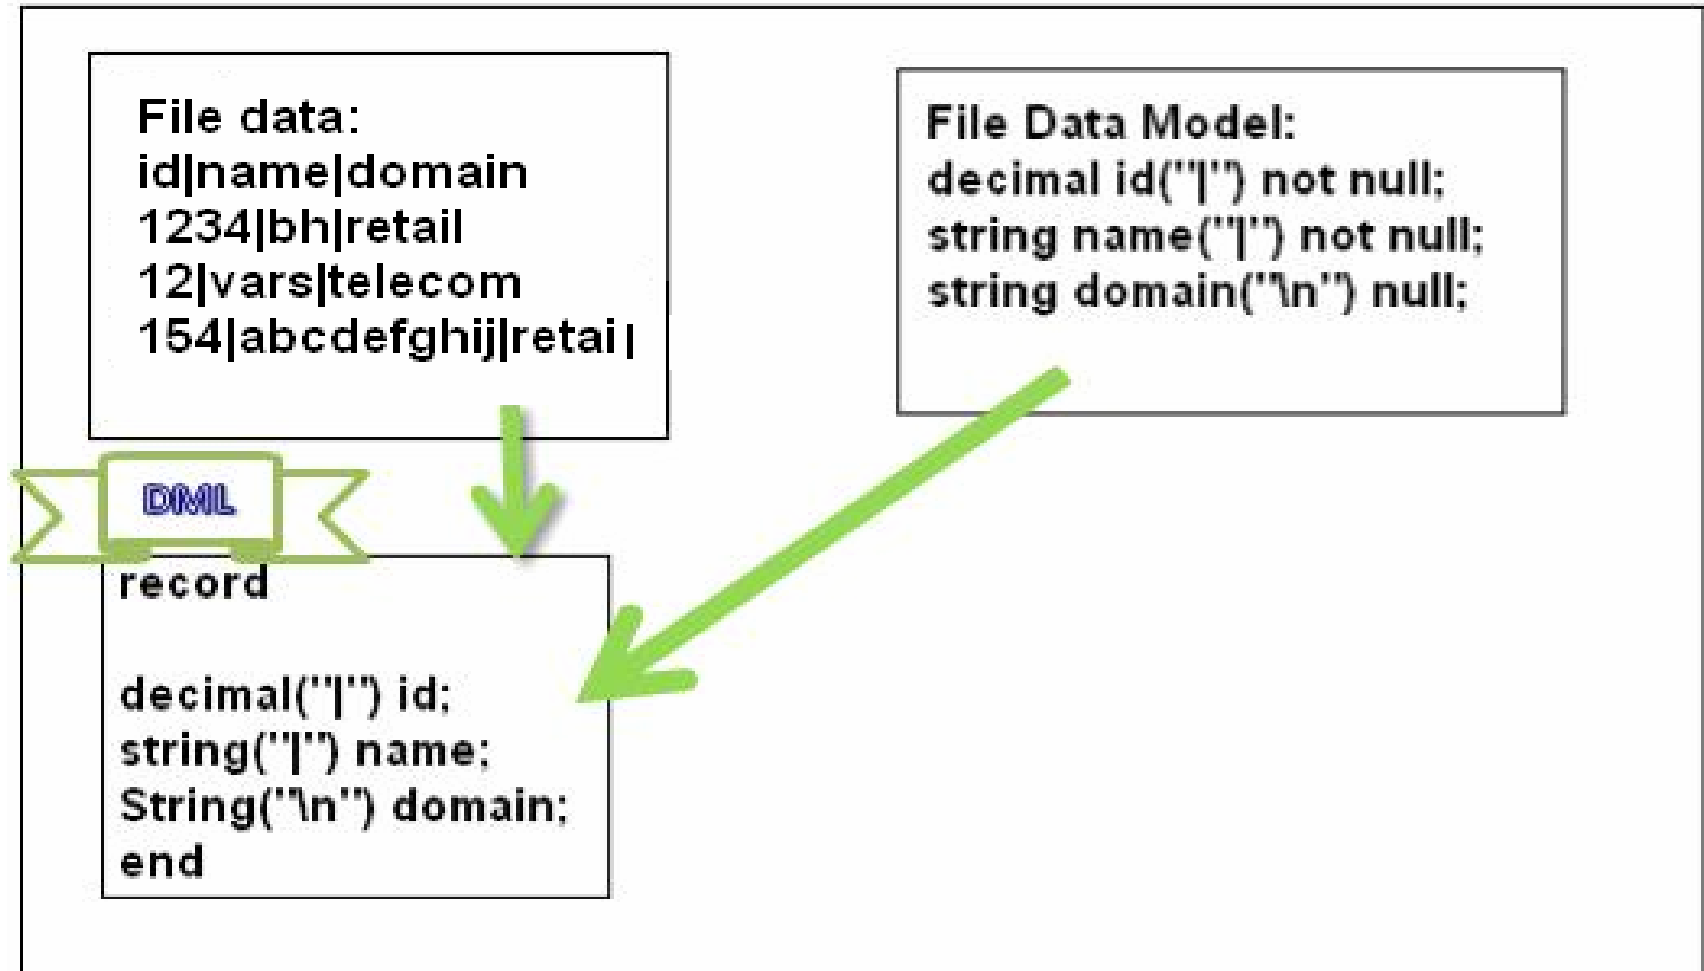 File data:
id|name|domain
1234|bh|retail
12|vars|telecom
154|abcdefghij|retail
File Data Model:
decimal id("|") not null;
string name("|") not null;
string domain("\n") null;
DML
record
decimal("|") id;
string("|") name;
String("\n") domain;
end